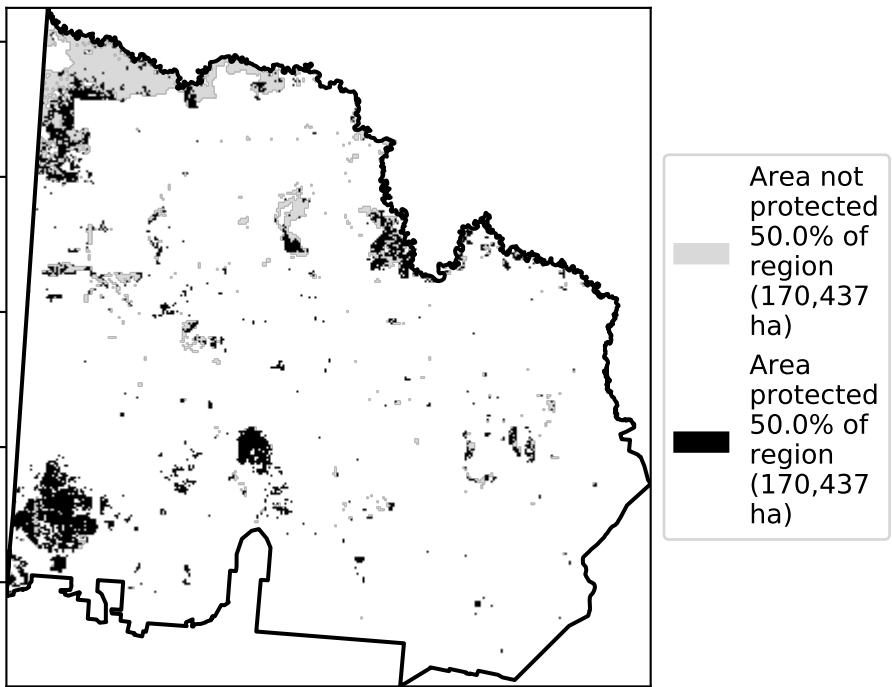 Area not
protected
50.0% of
region
(170,437
ha)
Area
protected
50.0% of
region
(170,437
ha)